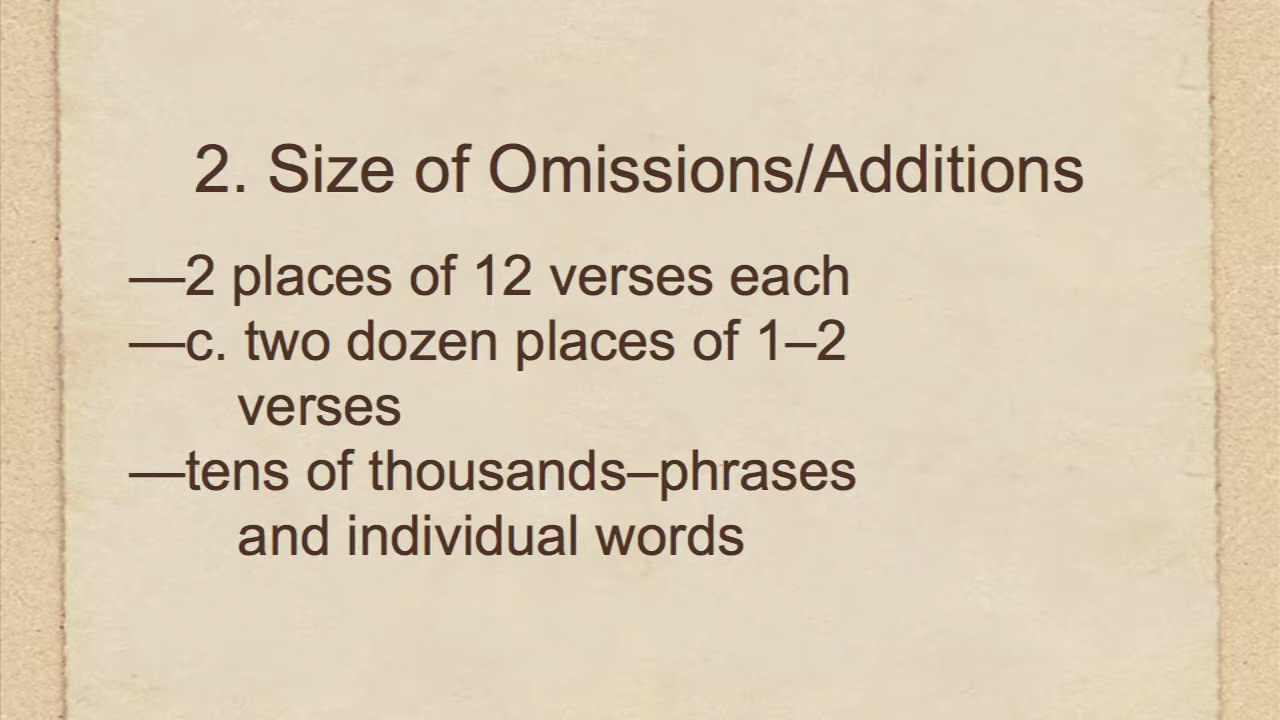 2. Size of Omissions/Additions
—2 places of 12 verses each
—c. two dozen places of 1–2
verses
—tens of thousands–phrases
and individual words